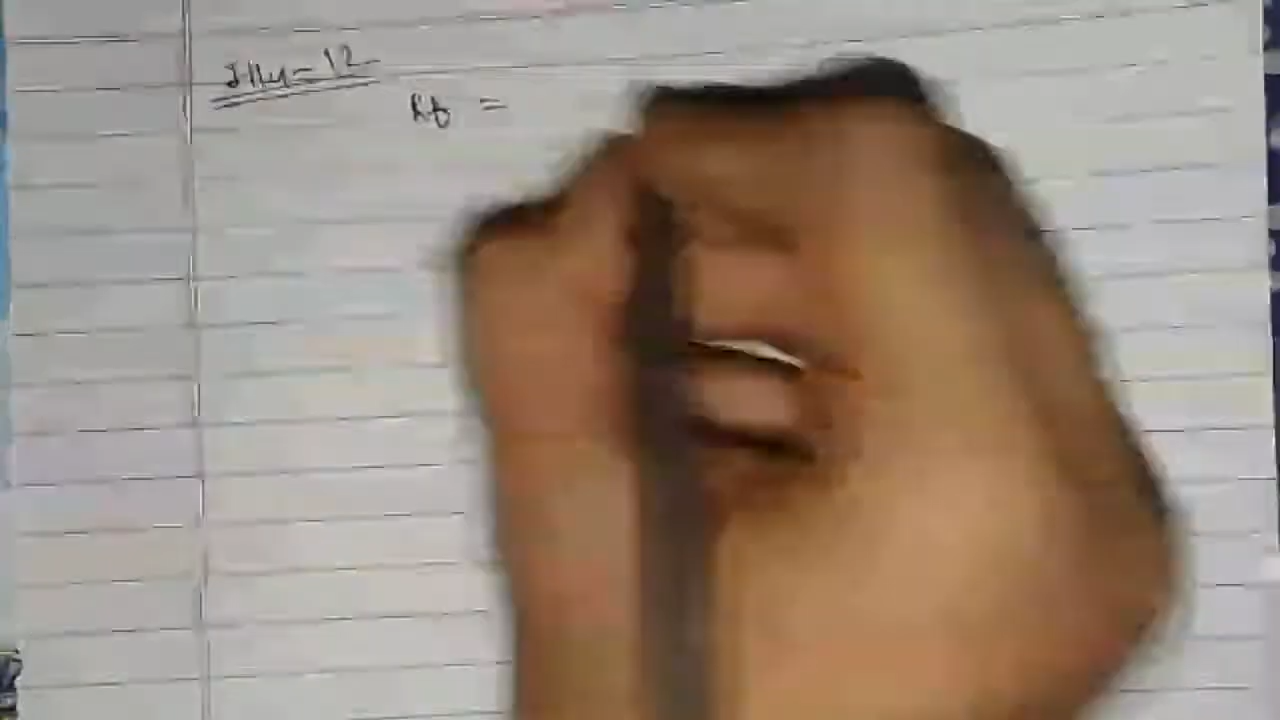 Illu - 12
Rf =